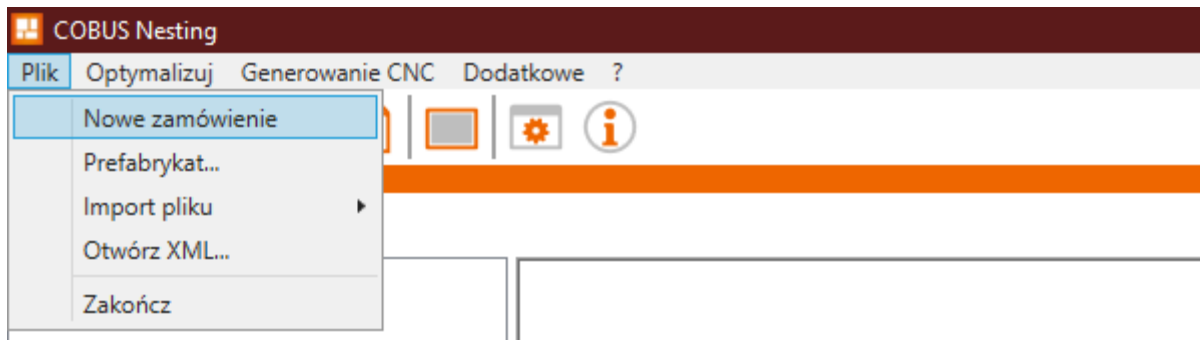 COBUS Nesting
Plik Optymalizuj Generowanie CNC Dodatkowe ?
Nowe zamówienie
Prefabrykat...
Import pliku
Otwórz XML...
Zakończ